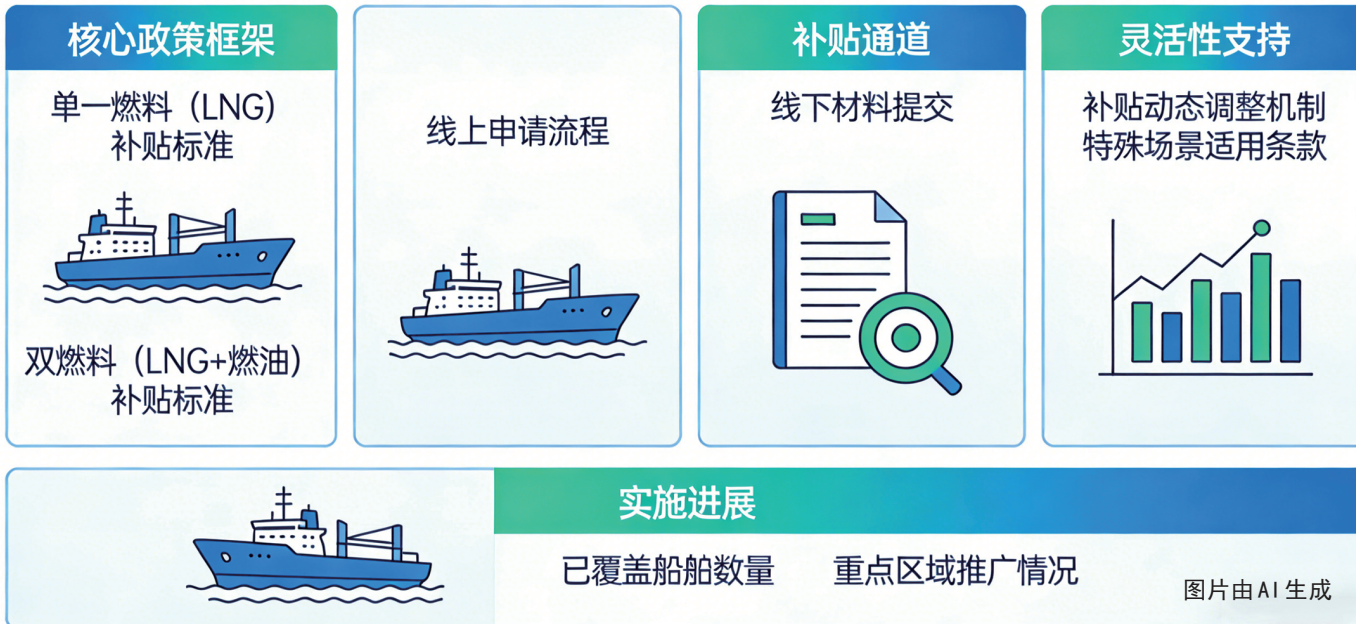 核心政策框架
单一燃料（LNG）
补贴标准
双燃料（LNG+燃油）
补贴标准
线上申请流程
补贴通道
线下材料提交
灵活性支持
补贴动态调整机制
特殊场景适用条款
实施进展
已覆盖船舶数量
重点区域推广情况
图片由AI生成